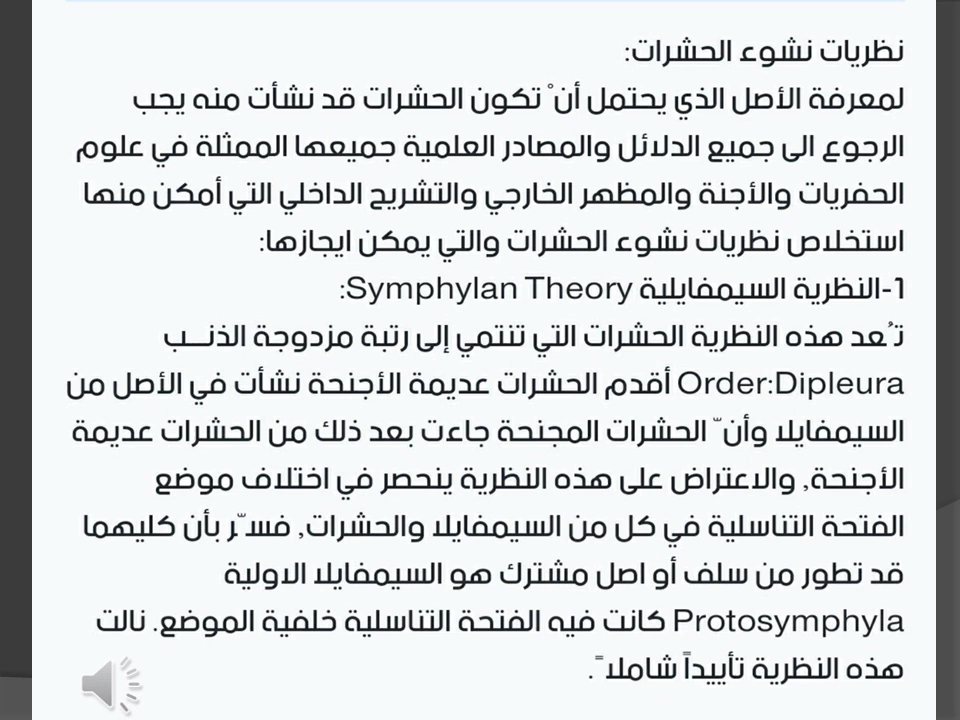 نظريات نشوء الحشرات:
لمعرفة الأصل الذي يحتمل أنْ تكون الحشرات قد نشأت منه يجب
الرجوع الى جميع الدلائل والمصادر العلمية جميعها الممثلة في علوم
الحفريات والأجنة والمظهر الخارجي والتشريح الداخلي التي أمكن منها
استخلاص نظريات نشوء الحشرات والتي يمكن ايجازها:
1-النظرية السيمفايلية Symphylan Theory:
تُعد هذه النظرية الحشرات التي تنتمي إلى رتبة مزدوجة الذنـــب
Order:Dipleura أقدم الحشرات عديمة الأجنحة نشأت في الأصل من
السيمفايلا وأنّ الحشرات المجنحة جاءت بعد ذلك من الحشرات عديمة
الأجنحة, والاعتراض على هذه النظرية ينحصر في اختلاف موضع
الفتحة التناسلية في كل من السيمفايلا والحشرات, فسّر بأن كليهما
قد تطور من سلف أو اصل مشترك هو السيمفايلا الاولية
Protosymphyla كانت فيه الفتحة التناسلية خلفية الموضع. نالت
هذه النظرية تأييداً شاملاً.